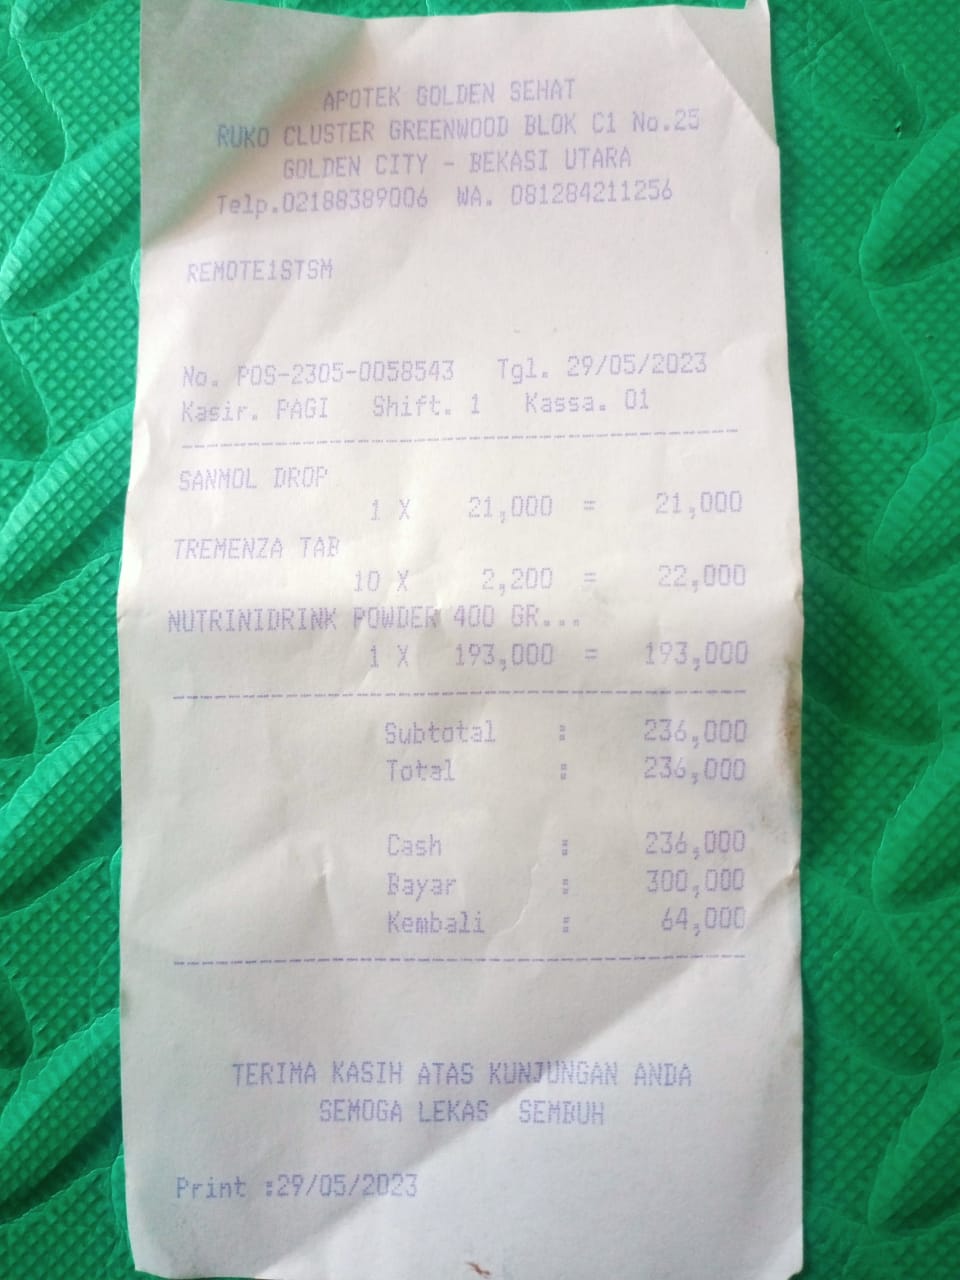 APOTEK GOLDEN SEHAT
RUKO CLUSTER GREENWOOD BLOK C1 No.25
GOLDEN CITY - BEKASI UTARA
Telp.02188389006 WA. 081284211256
REMOTE1STSM
No. POS-2305-0058543 Tgl. 29/05/2023
Kasir. PAGI Shift. 1 Kassa. 01
SANMOL DROP
1 X 21,000 = 21,000
TREMENZA TAB
10 X 2,200 = 22,000
NUTRINIDRINK POWDER 400 GR...
1 X 193,000 = 193,000
Subtotal : 236,000
Total : 236,000
Cash : 236,000
Bayar : 300,000
Kembali : 64,000
TERIMA KASIH ATAS KUNJUNGAN ANDA
SEMOGA LEKAS SEMBUH
Print :29/05/2023